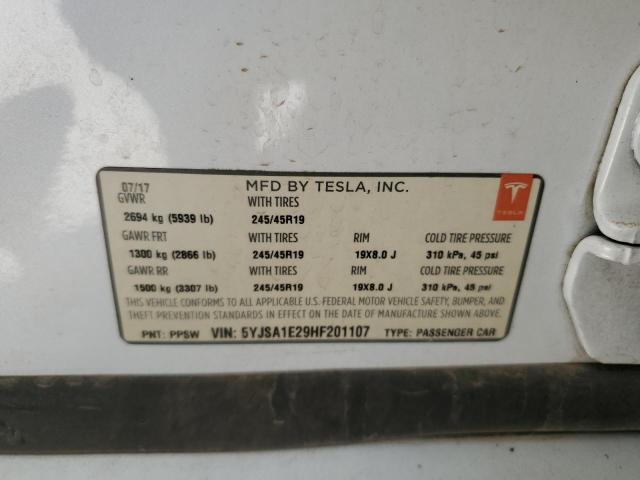 07/17 MFD BY TESLA, INC.
GVWR WITH TIRES
2694 kg (5939 lb) 245/45R19
GAWR FRT WITH TIRES RIM COLD TIRE PRESSURE
1300 kg (2866 lb) 245/45R19 19X8.0 J 310 kPa, 45 psi
GAWR RR WITH TIRES RIM COLD TIRE PRESSURE
1500 kg (3307 lb) 245/45R19 19X8.0 J 310 kPa, 45 psi
THIS VEHICLE CONFORMS TO ALL APPLICABLE U.S. FEDERAL MOTOR VEHICLE SAFETY, BUMPER, AND
THEFT PREVENTION STANDARDS IN EFFECT ON THE DATE OF MANUFACTURE SHOWN ABOVE.
PNT: PPSW VIN: 5YJSA1E29HF201107 TYPE: PASSENGER CAR
TESLA